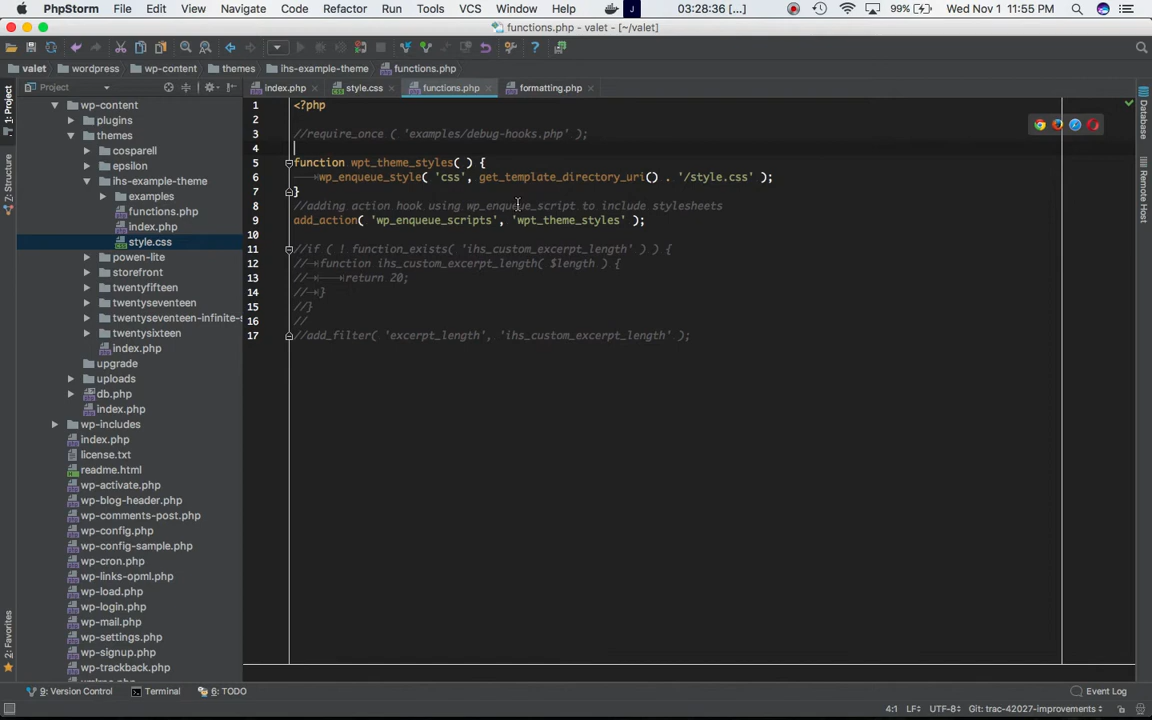 PhpStorm File Edit View Navigate Code Refactor Run Tools VCS Window Help 03:28:36 [...] 99% Wed Nov 1 11:55 PM
functions.php - valet - [~/valet]
valet wordpress wp-content themes ihs-example-theme functions.php
Project index.php style.css functions.php formatting.php
1: Project
7: Structure
2: Favorites
Database
Remote Host
wp-content
plugins
themes
cosparell
epsilon
ihs-example-theme
examples
functions.php
index.php
style.css
powen-lite
storefront
twentyfifteen
twentyseventeen
twentyseventeen-infinite-s
twentysixteen
index.php
upgrade
uploads
db.php
index.php
wp-includes
index.php
license.txt
readme.html
wp-activate.php
wp-blog-header.php
wp-comments-post.php
wp-config.php
wp-config-sample.php
wp-cron.php
wp-links-opml.php
wp-load.php
wp-login.php
wp-mail.php
wp-settings.php
wp-signup.php
wp-trackback.php
1 <?php
2
3 //require_once ( 'examples/debug-hooks.php' );
4
5 function wpt_theme_styles( ) {
6 wp_enqueue_style( 'css', get_template_directory_uri() . '/style.css' );
7 }
8 //adding action hook using wp_enqueue_script to include stylesheets
9 add_action( 'wp_enqueue_scripts', 'wpt_theme_styles' );
10
11 //if ( ! function_exists( 'ihs_custom_excerpt_length' ) ) {
12 // function ihs_custom_excerpt_length( $length ) {
13 // return 20;
14 // }
15 //}
16 //
17 //add_filter( 'excerpt_length', 'ihs_custom_excerpt_length' );
9: Version Control Terminal 6: TODO Event Log
4:1 LF UTF-8 Git: trac-42027-improvements